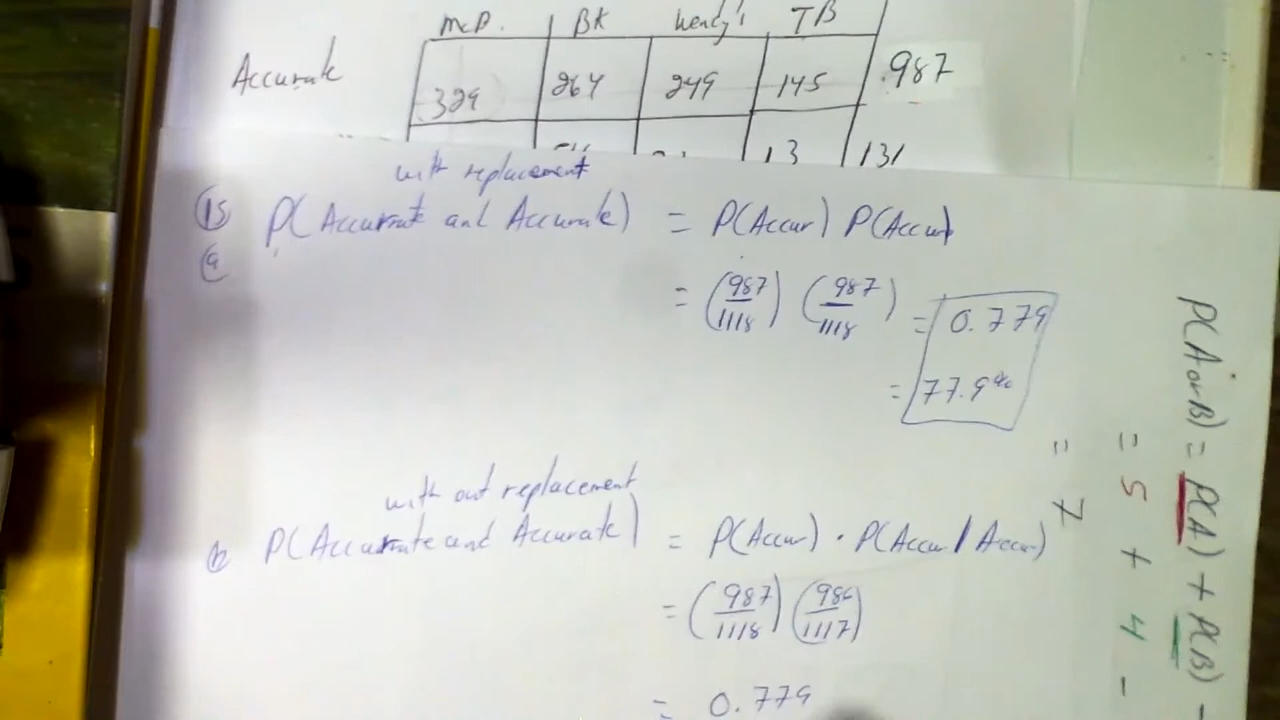 McD. BK Wendy's TB
Accurate 329 264 249 145 987
13 131
with replacement
15 P(Accurate and Accurate) = P(Accur) P(Accur)
a
= (987/1118) (987/1118) = 0.779
= 77.9%
with out replacement
b P(Accurate and Accurate) = P(Accur) · P(Accur/Accur)
= (987/1118) (986/1117)
= 0.779
P(A or B) = P(A) + P(B) -
= 5 + 4 -
= 7